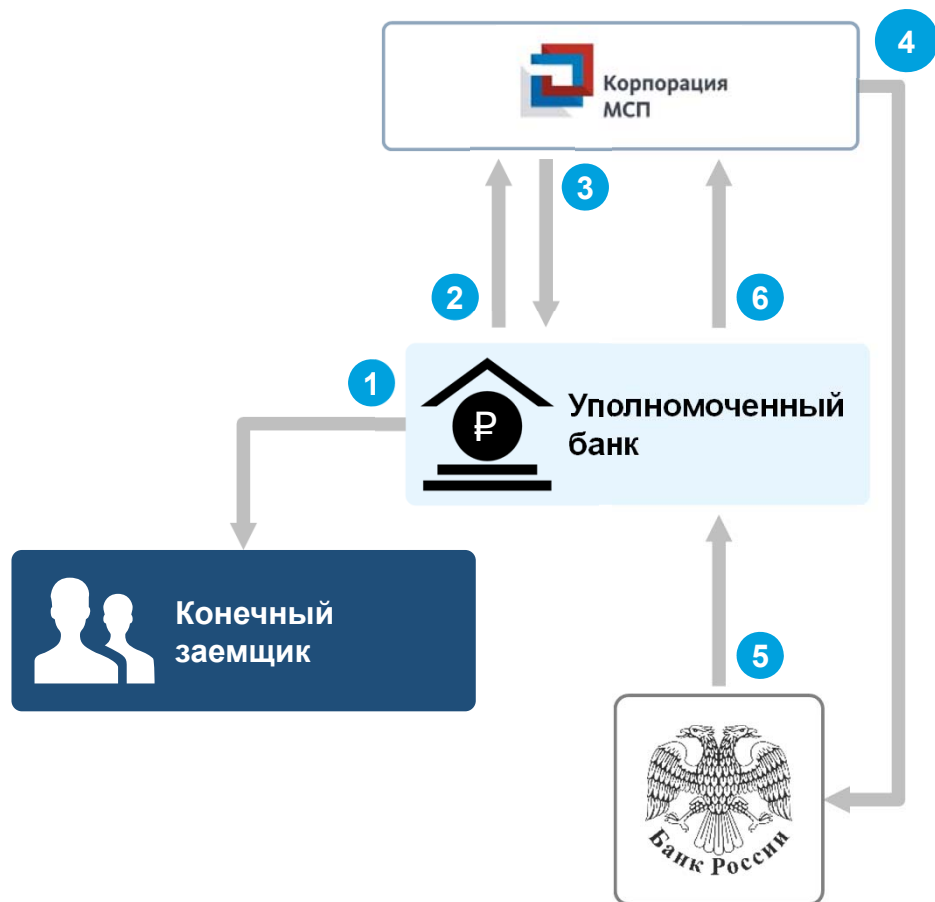 4
Корпорация
МСП
3
2
6
1
₽
Уполномоченный
банк
Конечный
заемщик
5
Банк России